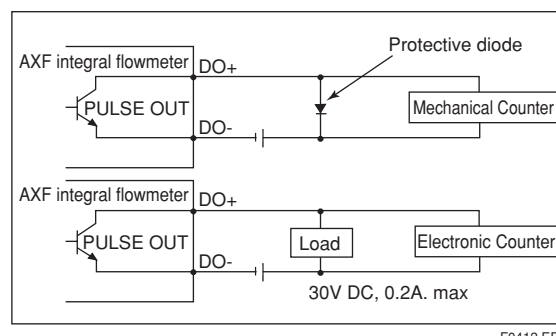 Protective diode
AXF integral flowmeter
DO+
PULSE OUT
Mechanical Counter
DO-
AXF integral flowmeter
DO+
PULSE OUT
Load
Electronic Counter
DO-
30V DC, 0.2A. max